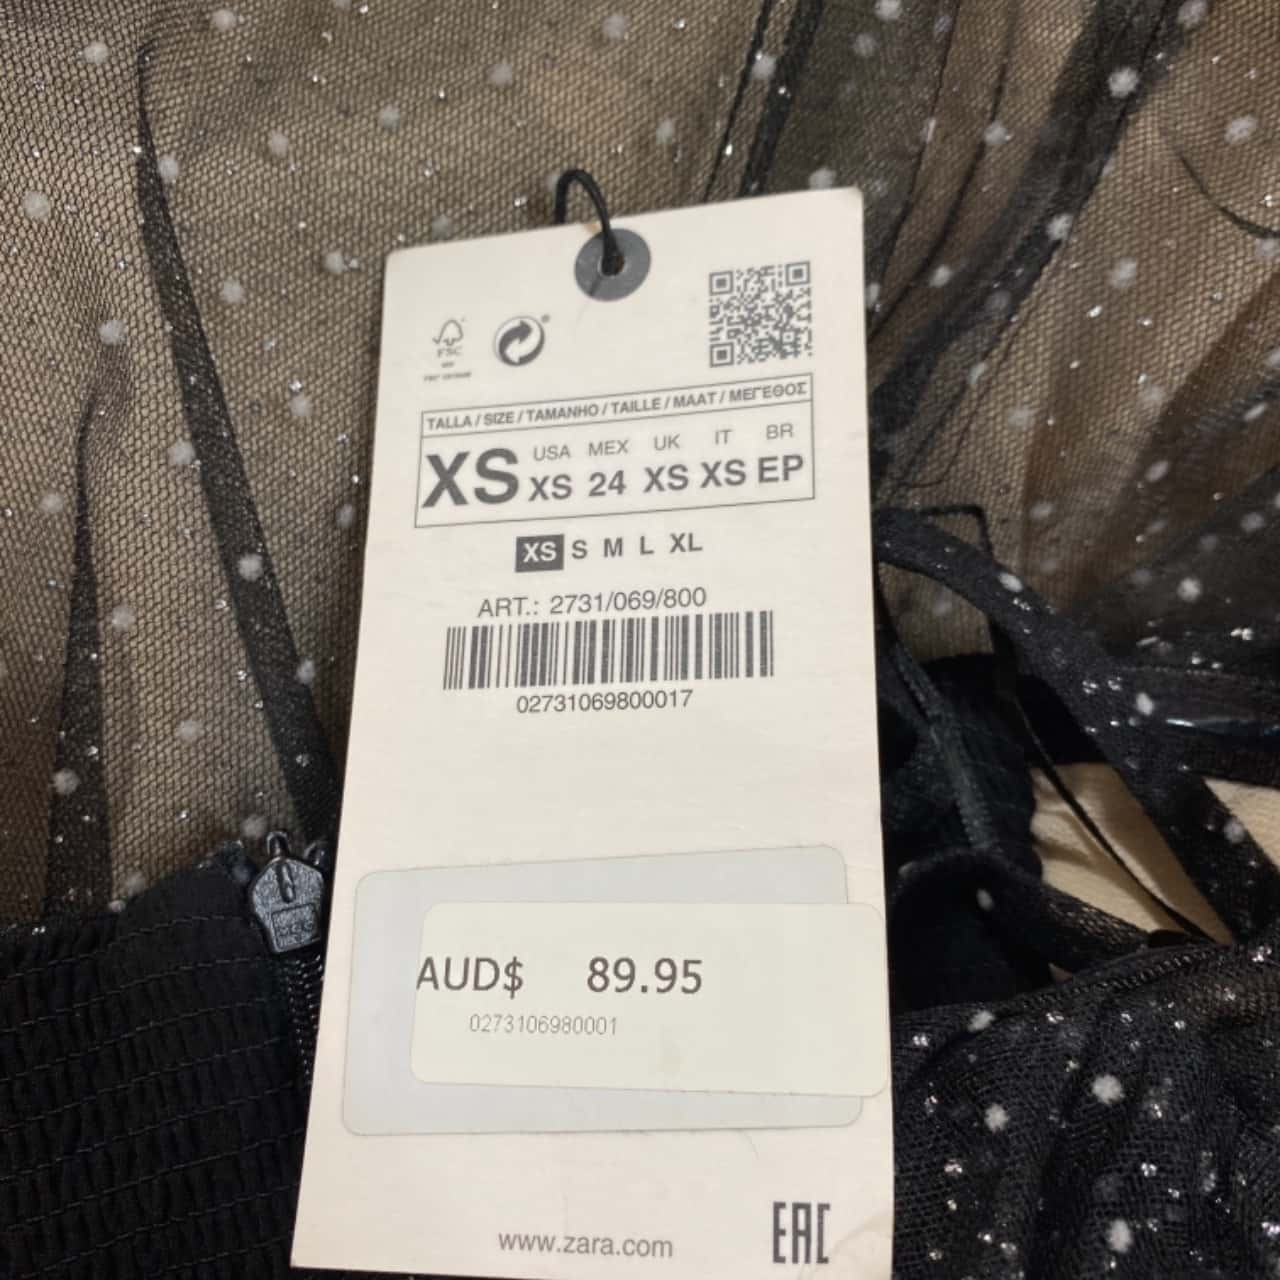 FSC
TALLA / SIZE / TAMANHO / TAILLE / MAAT / ΜΕΓΕΘΟΣ
USA MEX UK IT BR
XS XS 24 XS XS EP
XS S M L XL
ART.: 2731/069/800
02731069800017
AUD$ 89.95
0273106980001
www.zara.com
EAC